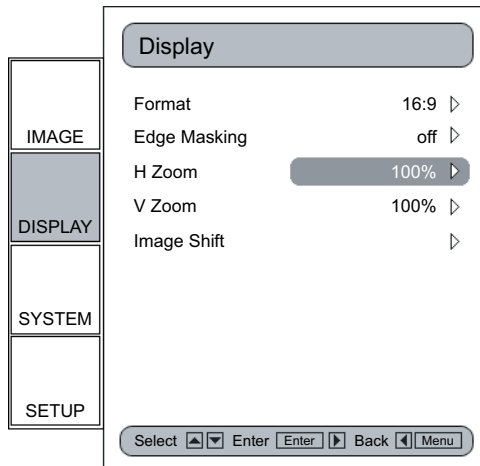 Display
IMAGE
DISPLAY
SYSTEM
SETUP
Format 16:9
Edge Masking off
H Zoom 100%
V Zoom 100%
Image Shift
Select Enter Enter Back Menu